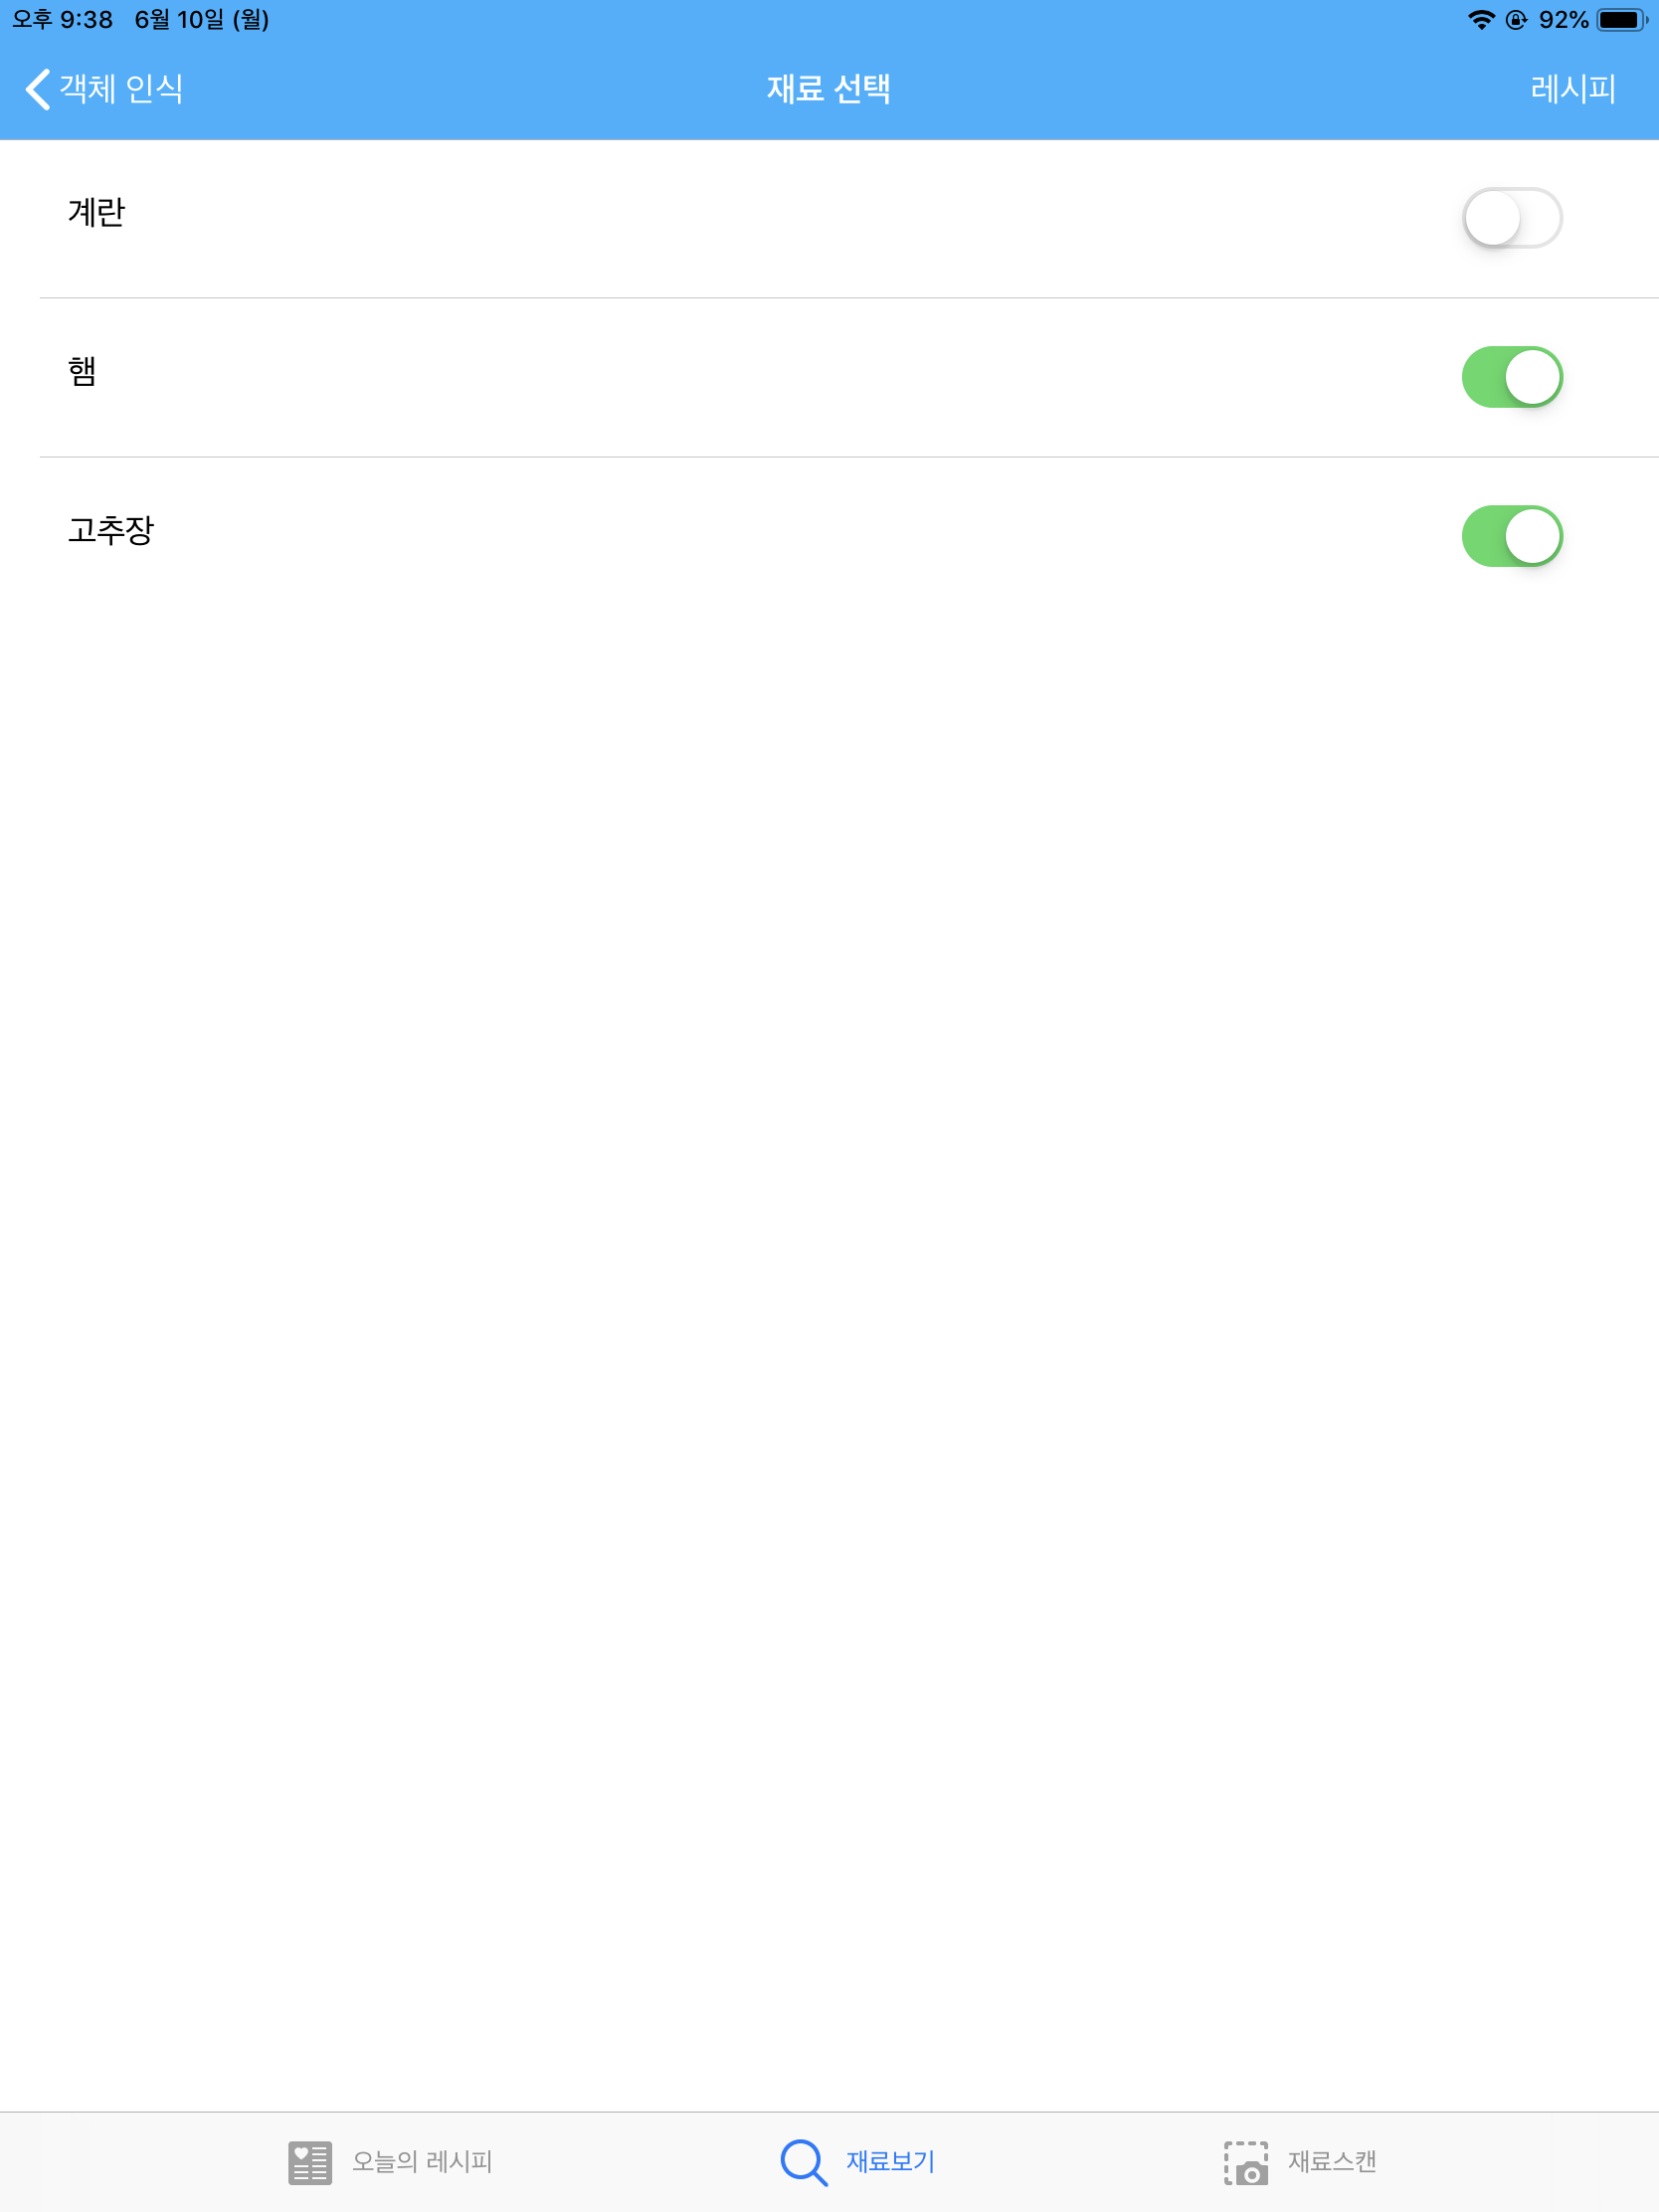 오후 9:38 6월 10일 (월) 92%
객체 인식 재료 선택 레시피
계란
햄
고추장
오늘의 레시피 재료보기 재료스캔